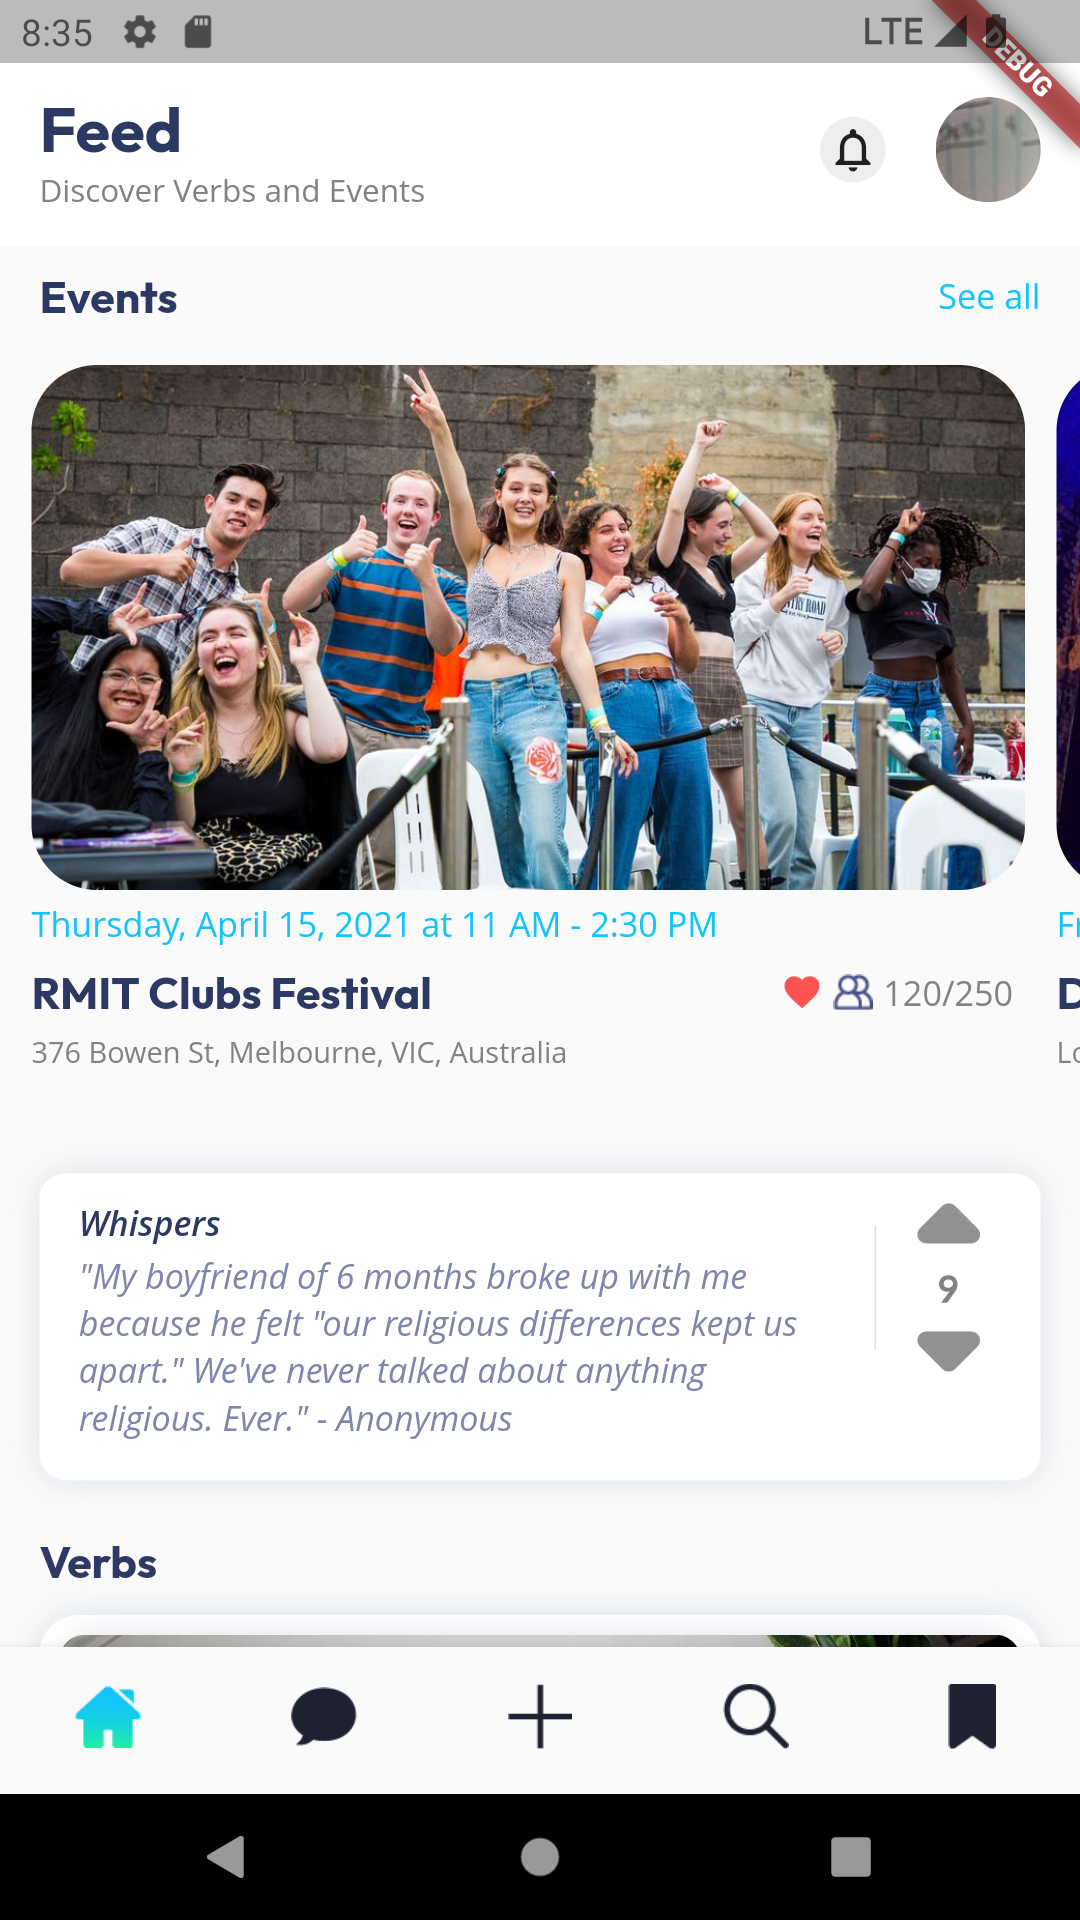 8:35
LTE
DEBUG
Feed
Discover Verbs and Events
Events
See all
Thursday, April 15, 2021 at 11 AM - 2:30 PM
Fr
RMIT Clubs Festival
120/250
D
376 Bowen St, Melbourne, VIC, Australia
Lo
Whispers
"My boyfriend of 6 months broke up with me
because he felt "our religious differences kept us
apart." We've never talked about anything
religious. Ever." - Anonymous
9
Verbs